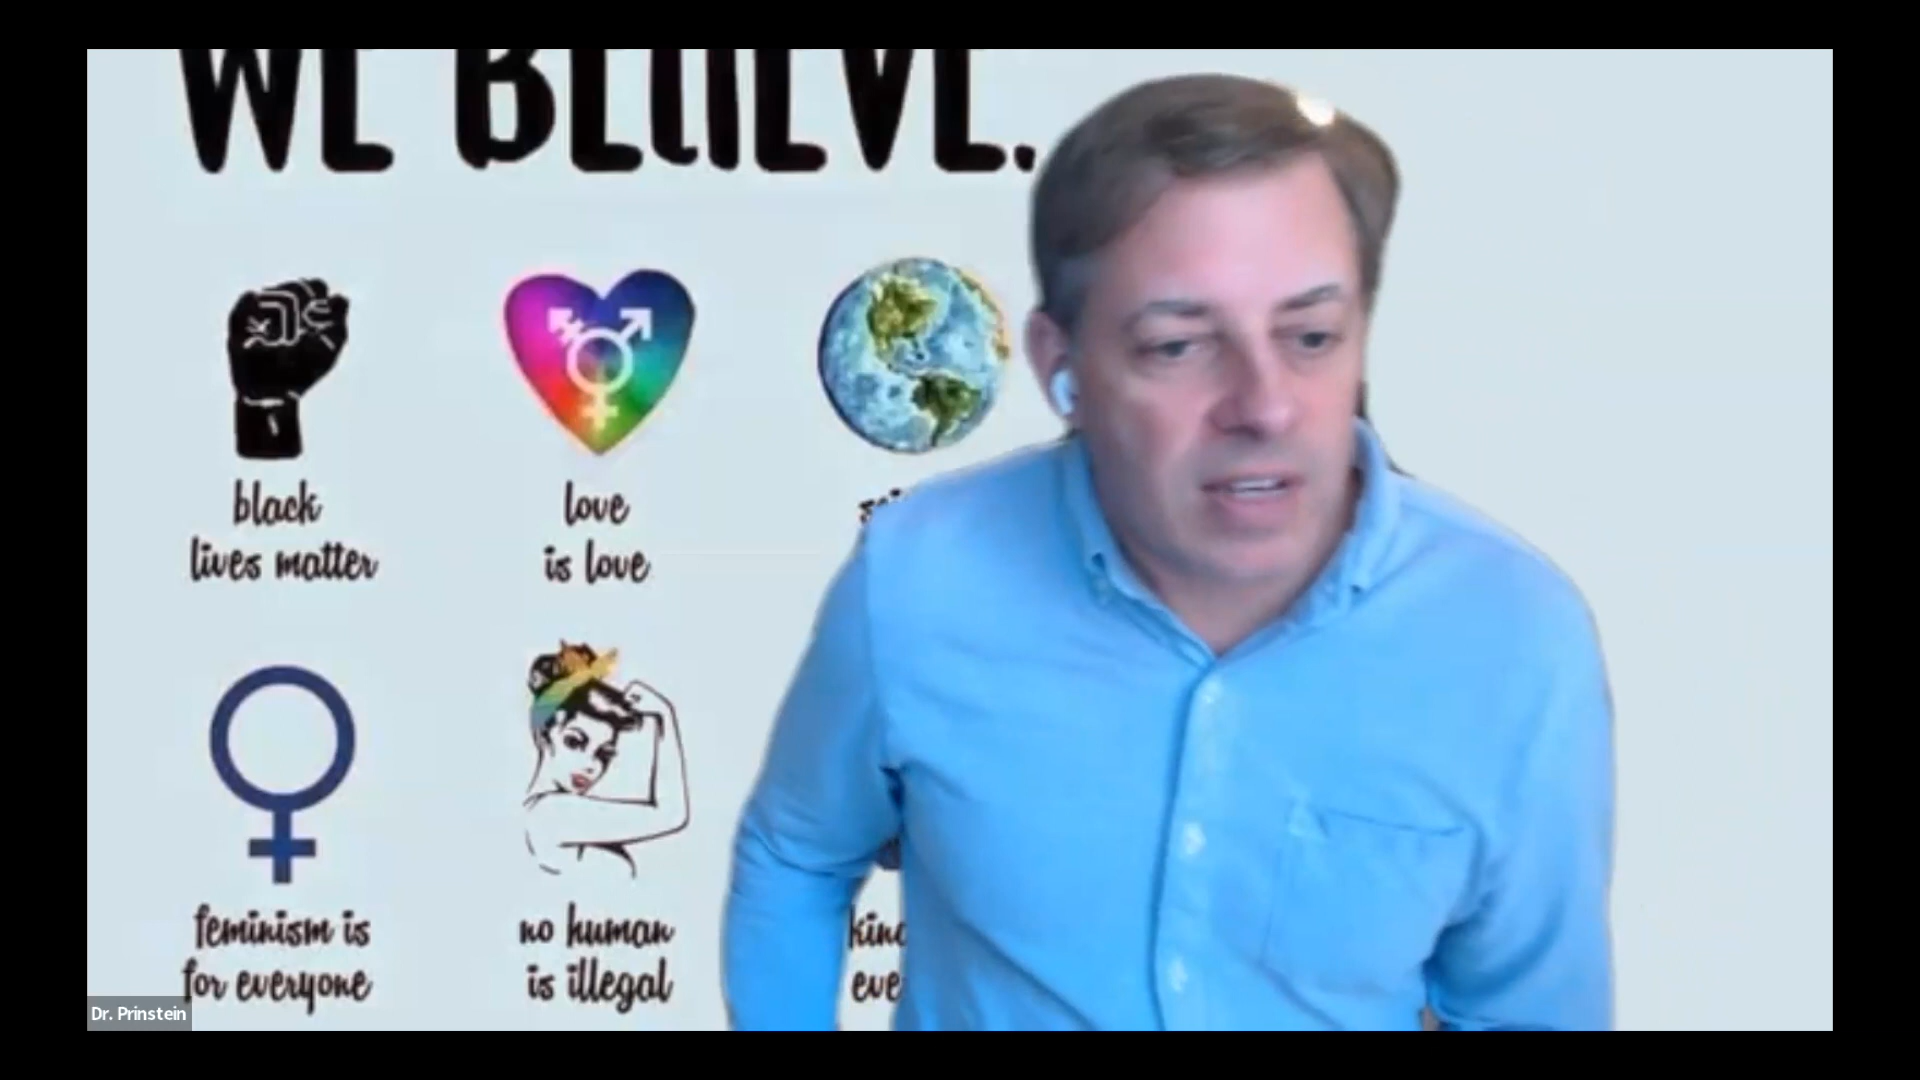 WE BELIEVE.
black
lives matter
love
is love
feminism is
for everyone
no human
is illegal
Dr. Prinstein